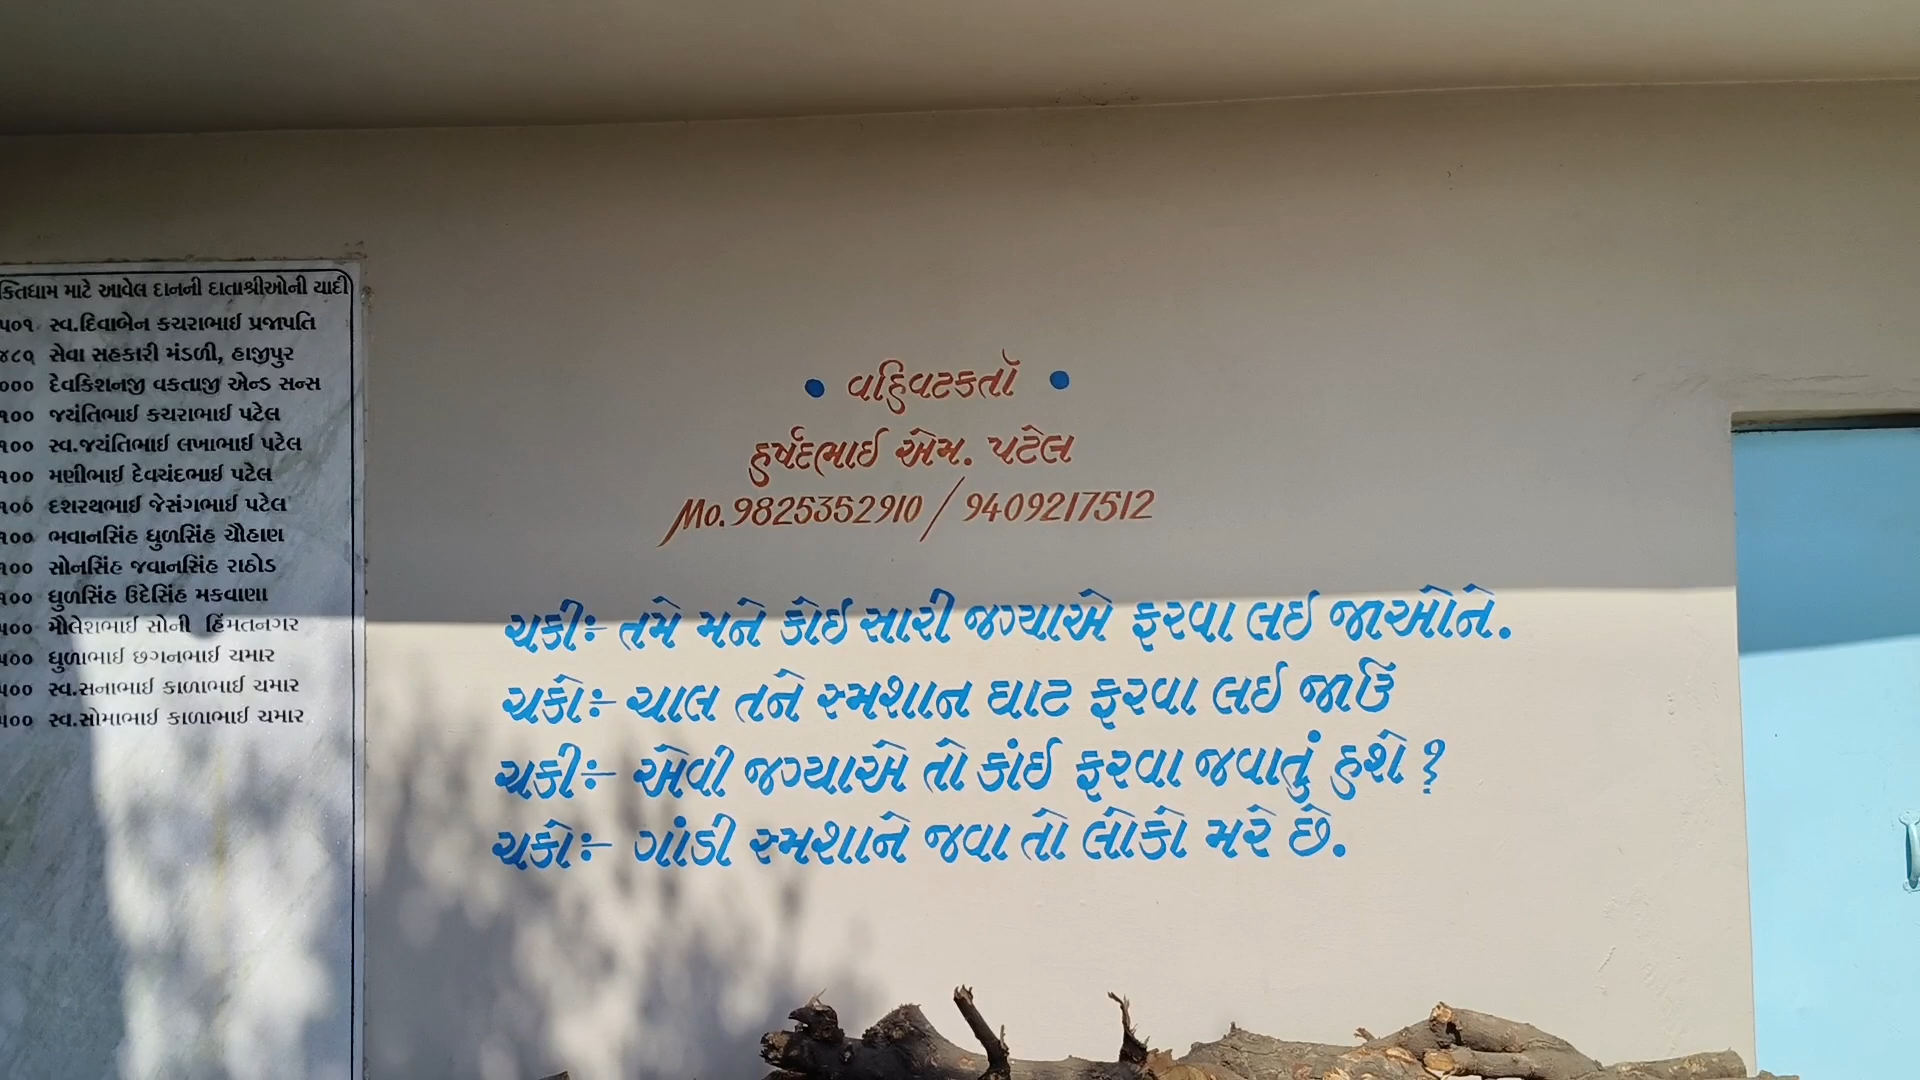 ક્તિધામ માટે આવેલ દાનની દાતાશ્રીઓની યાદી
૫૦૧ સ્વ.દિવાબેન કચરાભાઈ પ્રજાપતિ
૪૮૧ સેવા સહકારી મંડળી, હાજીપુર
૦૦૦ દેવકિશનજી વકતાજી એન્ડ સન્સ
૧૦૦ જયંતિભાઈ કચરાભાઈ પટેલ
૧૦૦ સ્વ.જયંતિભાઈ લખાભાઈ પટેલ
૧૦૦ મણીભાઈ દેવચંદભાઈ પટેલ
૧૦૦ દશરથભાઈ જેસંગભાઈ પટેલ
૧૦૦ ભવાનસિંહ ધુળસિંહ ચૌહાણ
૧૦૦ સોનસિંહ જવાનસિંહ રાઠોડ
૧૦૦ ધુળસિંહ ઉદેસિંહ મકવાણા
૫૦૦ મૌલેશભાઈ સોની હિંમતનગર
૫૦૦ ધુળાભાઈ છગનભાઈ ચમાર
૫૦૦ સ્વ.સનાભાઈ કાળાભાઈ ચમાર
૫૦૦ સ્વ.સોમાભાઈ કાળાભાઈ ચમાર
• વહિવટકર્તા •
હર્ષદભાઈ એમ. પટેલ
Mo. 9825352910 / 9409217512
ચકી:- તમે મને કોઈ સારી જગ્યાએ ફરવા લઈ જાઓને.
ચકો:- ચાલ તને સ્મશાન ઘાટ ફરવા લઈ જાઉં
ચકી:- એવી જગ્યાએ તો કાંઈ ફરવા જવાતું હશે ?
ચકો:- ગાંડી સ્મશાને જવા તો લોકો મરે છે.